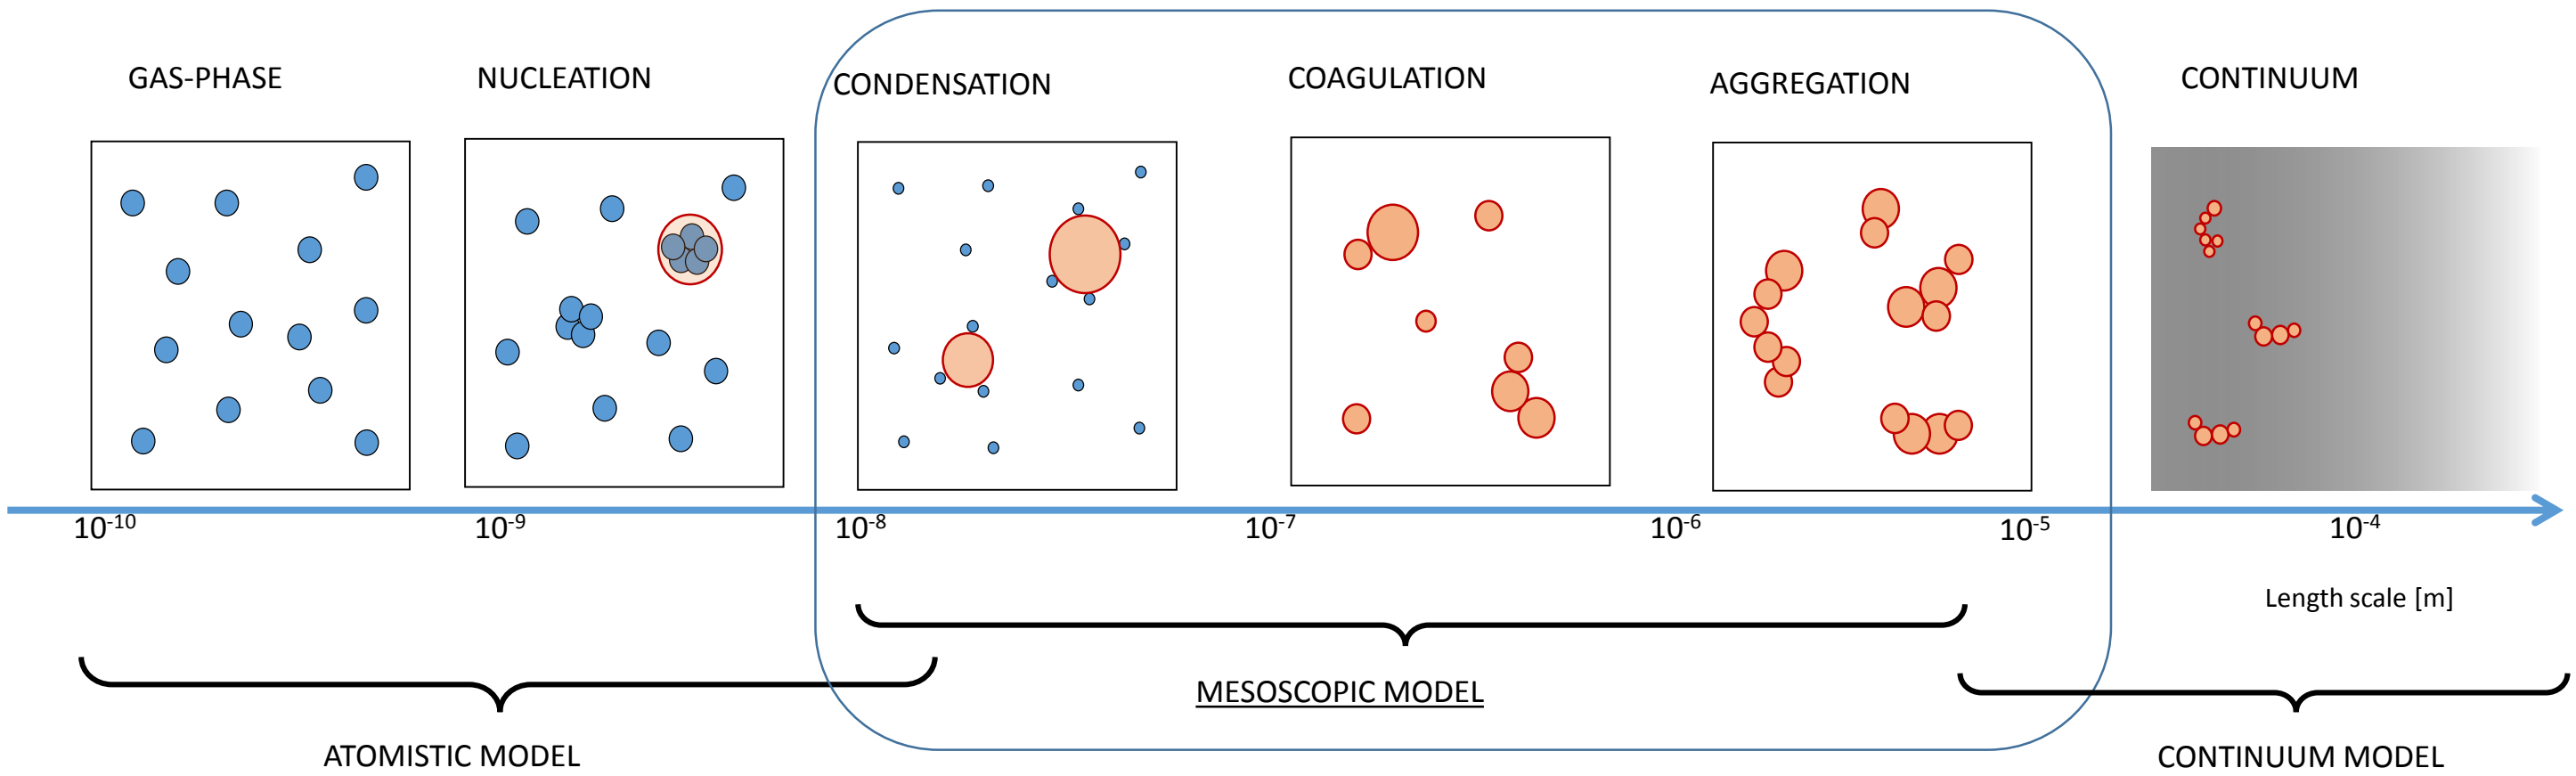 GAS-PHASE
NUCLEATION
CONDENSATION
COAGULATION
AGGREGATION
CONTINUUM
10-10
10-9
10-8
10-7
10-6
10-5
10-4
Length scale [m]
MESOSCOPIC MODEL
ATOMISTIC MODEL
CONTINUUM MODEL